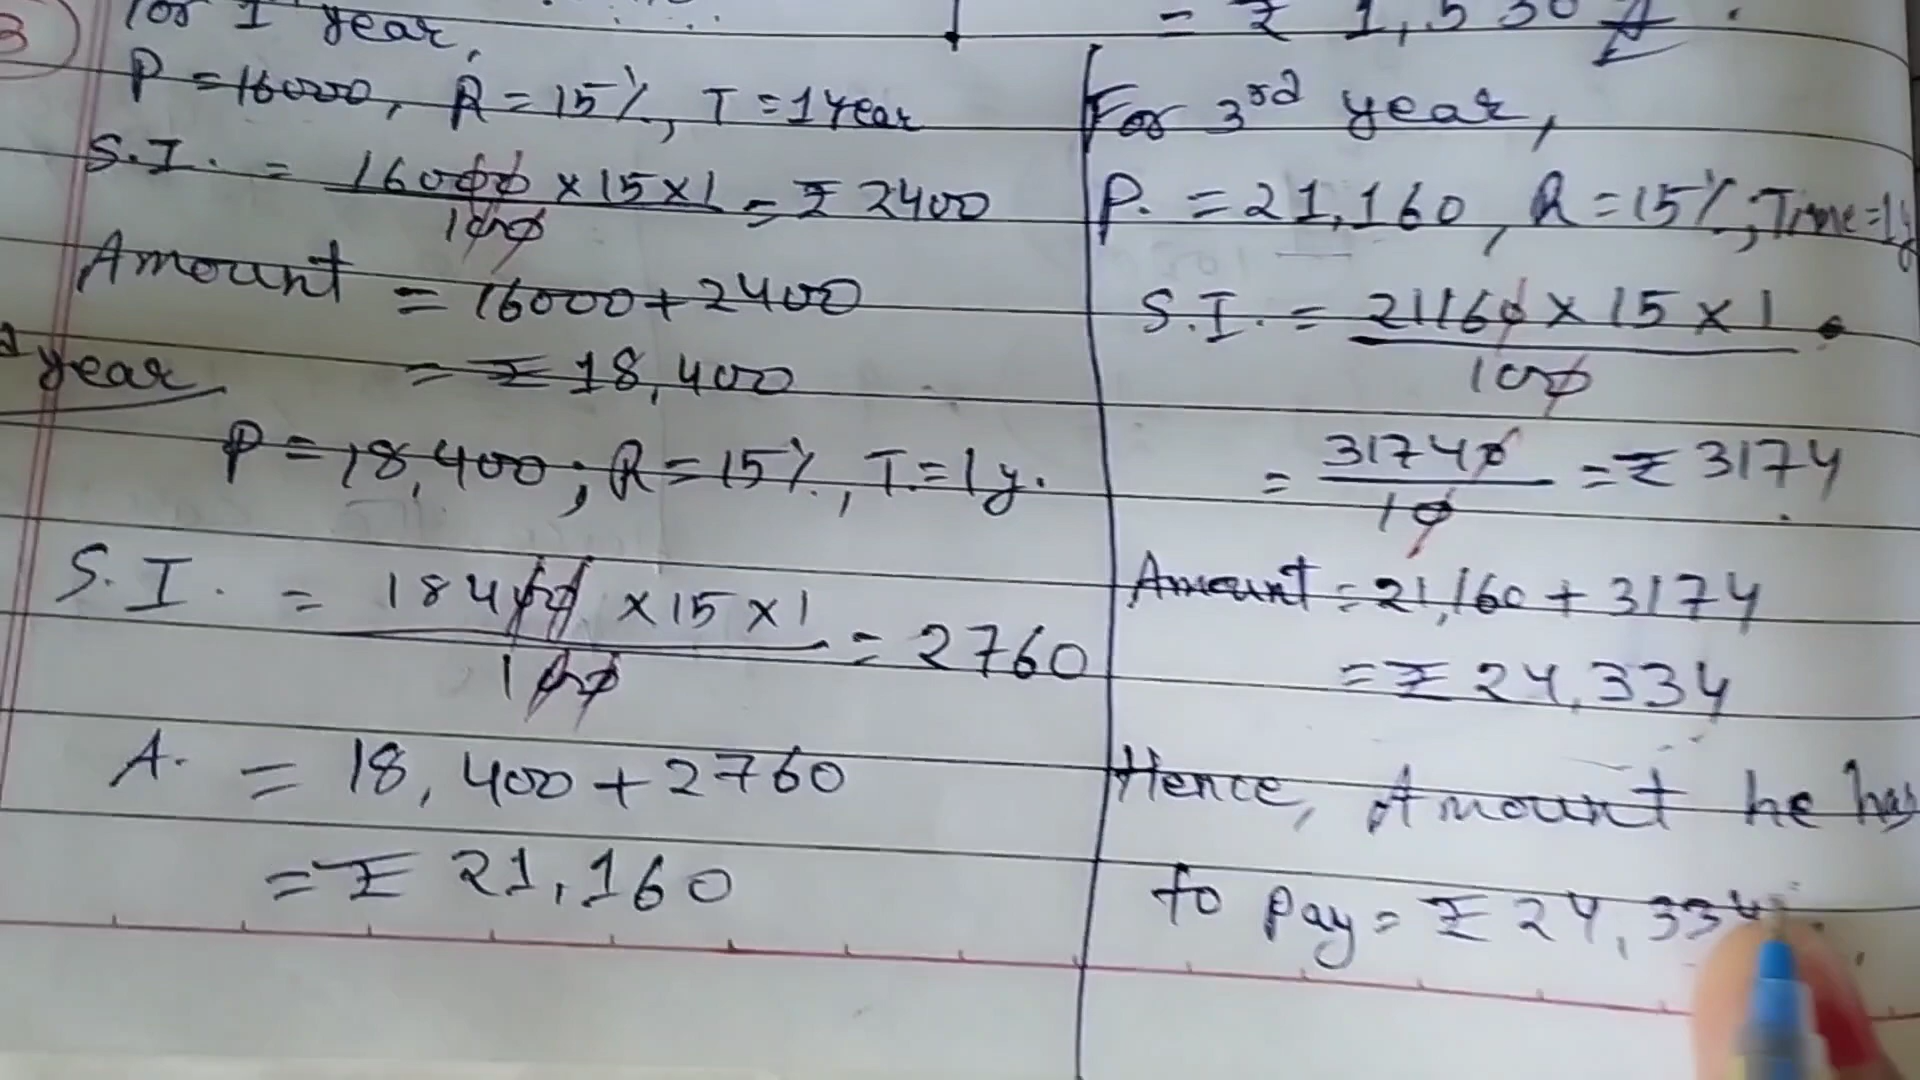 3
for I year,
P = 16000, R = 15%, T = 1 year
S.I. = 16000 × 15 × 1 / 100 = ₹ 2400
Amount = 16000 + 2400
= ₹ 18,400
year
P = 18,400; R = 15%, T. = 1y.
S.I. = 18400 × 15 × 1 / 100 = 2760
A. = 18,400 + 2760
= ₹ 21,160
= ₹ 1,530
For 3rd year,
P. = 21,160, R = 15%, Time = 1y
S.I. = 21160 × 15 × 1 / 100
= 31740 / 10 = ₹ 3174
Amount = 21,160 + 3174
= ₹ 24,334
Hence, Amount he has
to pay = ₹ 24,334